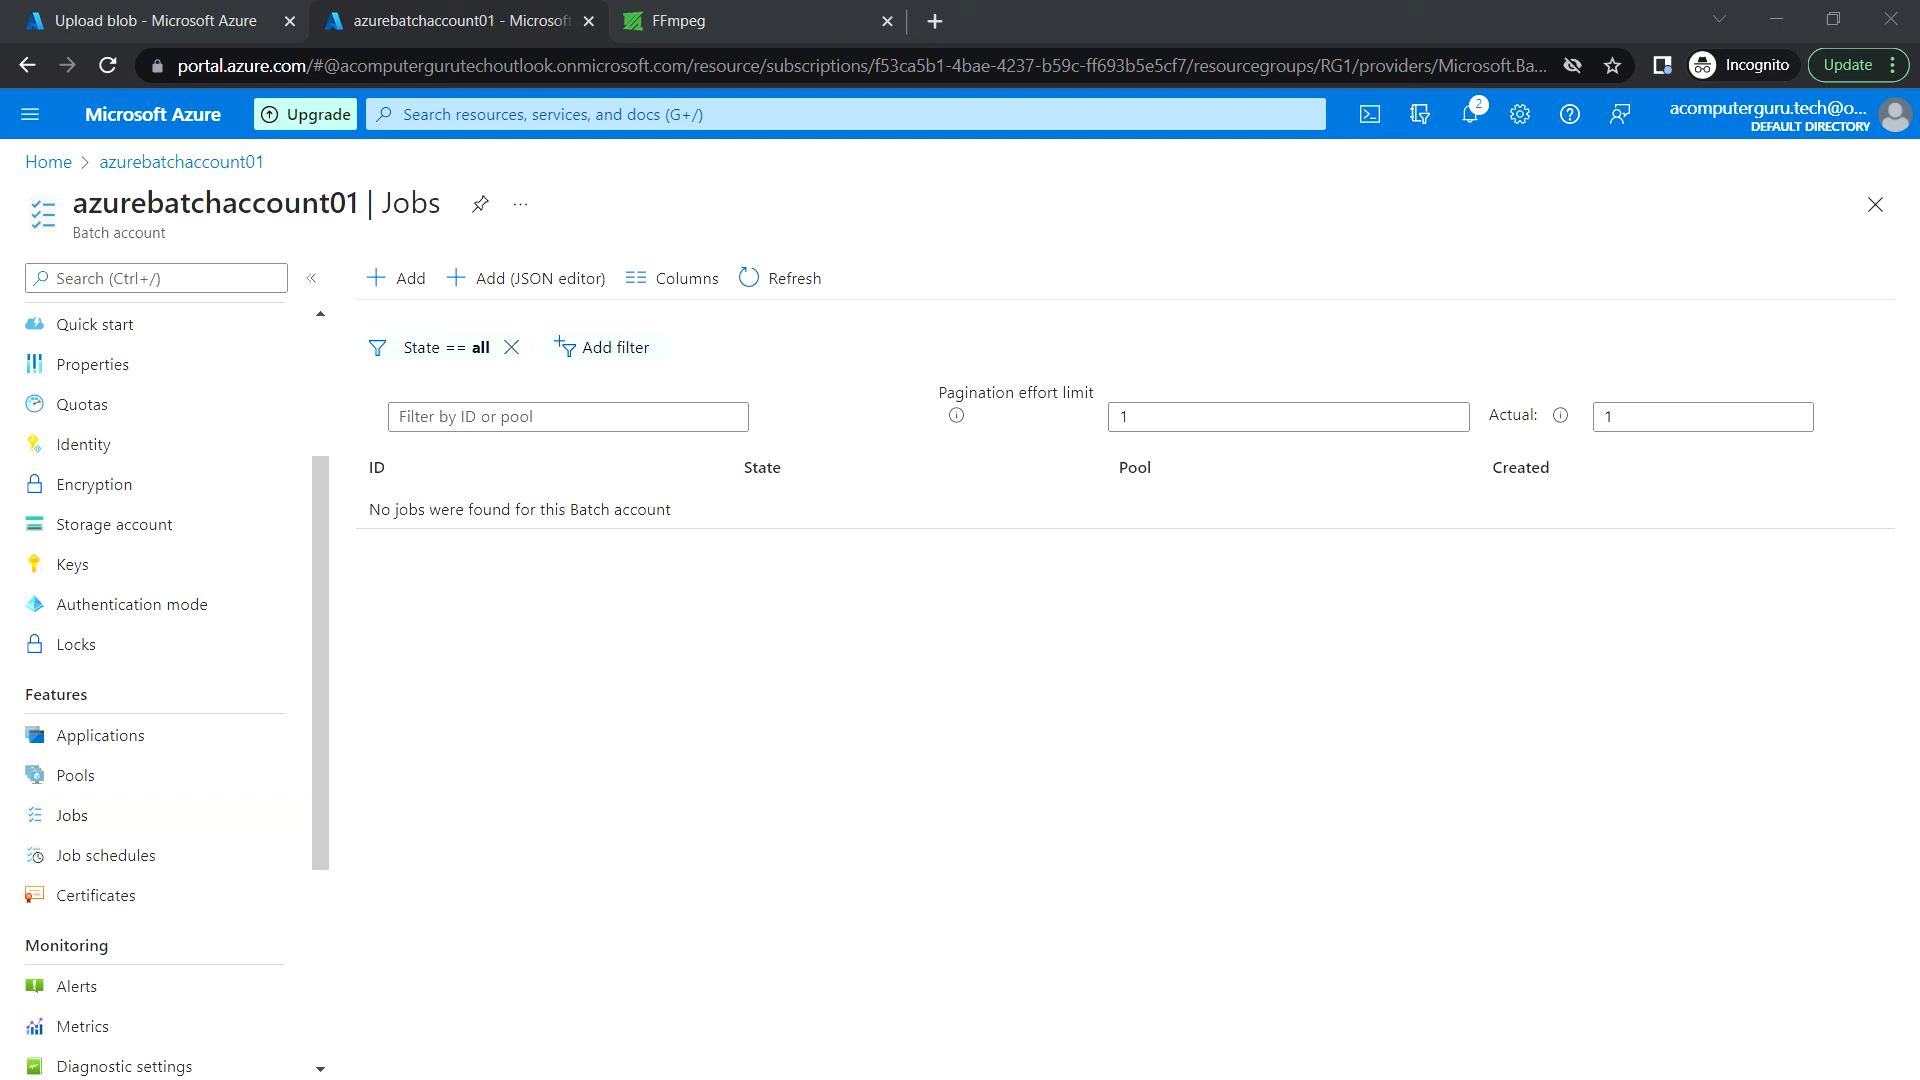 Upload blob - Microsoft Azure
azurebatchaccount01 - Microsoft
FFmpeg
portal.azure.com/#@acomputergurutechoutlook.onmicrosoft.com/resource/subscriptions/f53ca5b1-4bae-4237-b59c-ff693b5e5cf7/resourcegroups/RG1/providers/Microsoft.Ba...
Incognito
Update
Microsoft Azure
Upgrade
Search resources, services, and docs (G+/)
2
acomputerguru.tech@o...
DEFAULT DIRECTORY
Home > azurebatchaccount01
azurebatchaccount01 | Jobs
...
Batch account
Search (Ctrl+/)
«
Add
Add (JSON editor)
Columns
Refresh
Quick start
Properties
Quotas
Identity
Encryption
Storage account
Keys
Authentication mode
Locks
Features
Applications
Pools
Jobs
Job schedules
Certificates
Monitoring
Alerts
Metrics
Diagnostic settings
State == all
Add filter
Filter by ID or pool
Pagination effort limit
1
Actual:
1
ID State Pool Created
No jobs were found for this Batch account